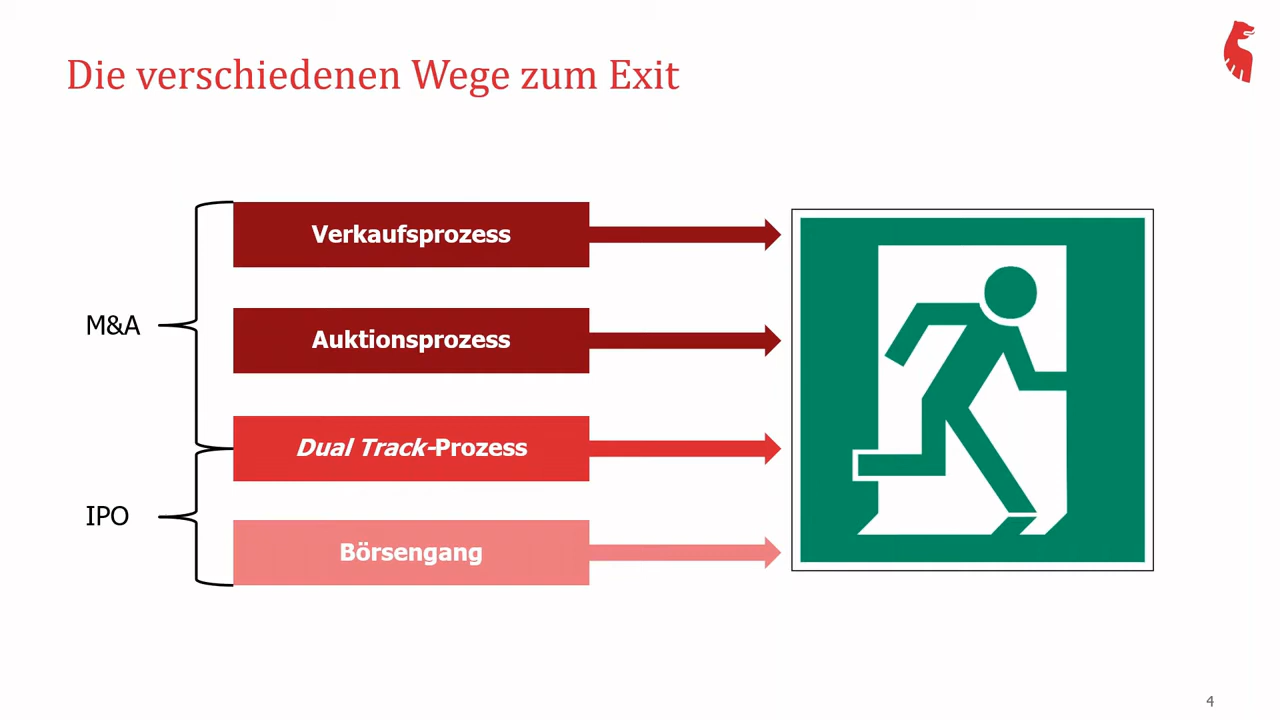 Die verschiedenen Wege zum Exit
Verkaufsprozess
M&A
Auktionsprozess
Dual Track-Prozess
IPO
Börsengang
4